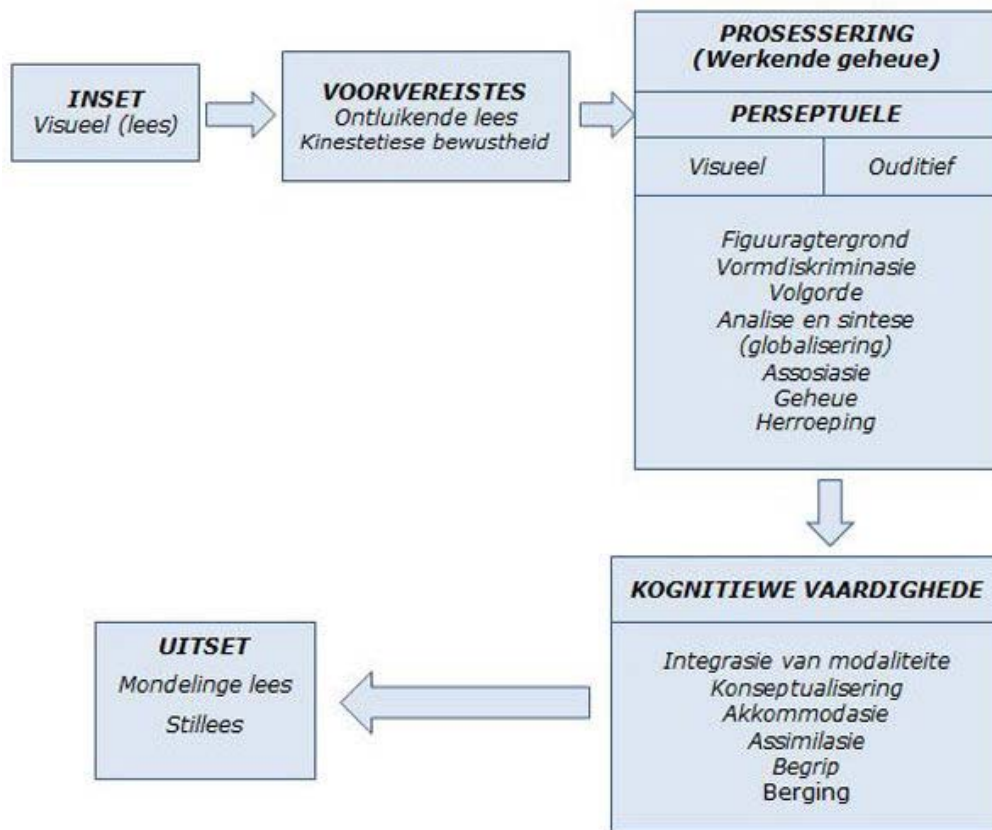 INSET
Visueel (lees)
VOORVEREISTES
Ontluikende lees
Kinestetiese bewustheid
PROSESSERING
(Werkende geheue)
PERSEPTUELE
Visueel
Ouditief
Figuuragtergrond
Vormdiskriminasie
Volgorde
Analise en sintese
(globalisering)
Assosiasie
Geheue
Herroeping
KOGNITIEWE VAARDIGHEDE
Integrasie van modaliteite
Konseptualisering
Akkommodasie
Assimilasie
Begrip
Berging
UITSET
Mondelinge lees
Stillees